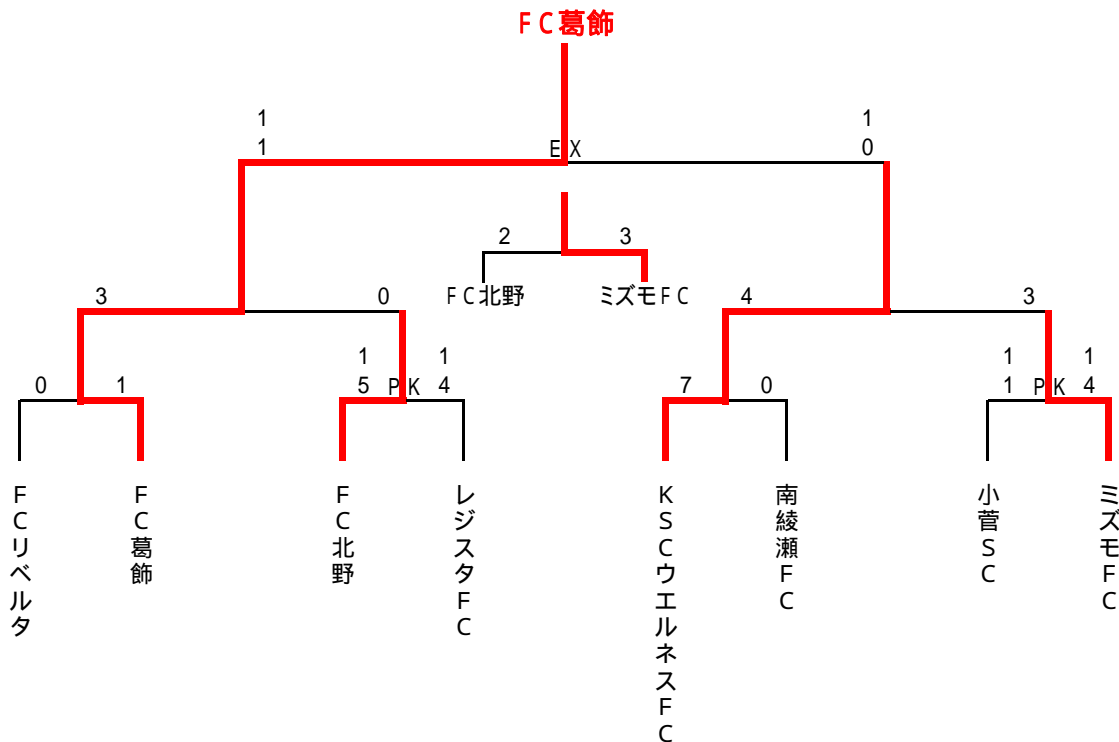 FC葛飾
1 1
1 EX 0
2 3
FC北野 ミズモFC
3 0 4 3
1 1 1 1
0 1 5 PK 4 7 0 1 PK 4
FCリベルタ
FC葛飾
FC北野
レジスタFC
KSCウエルネスFC
南綾瀬FC
小菅SC
ミズモFC